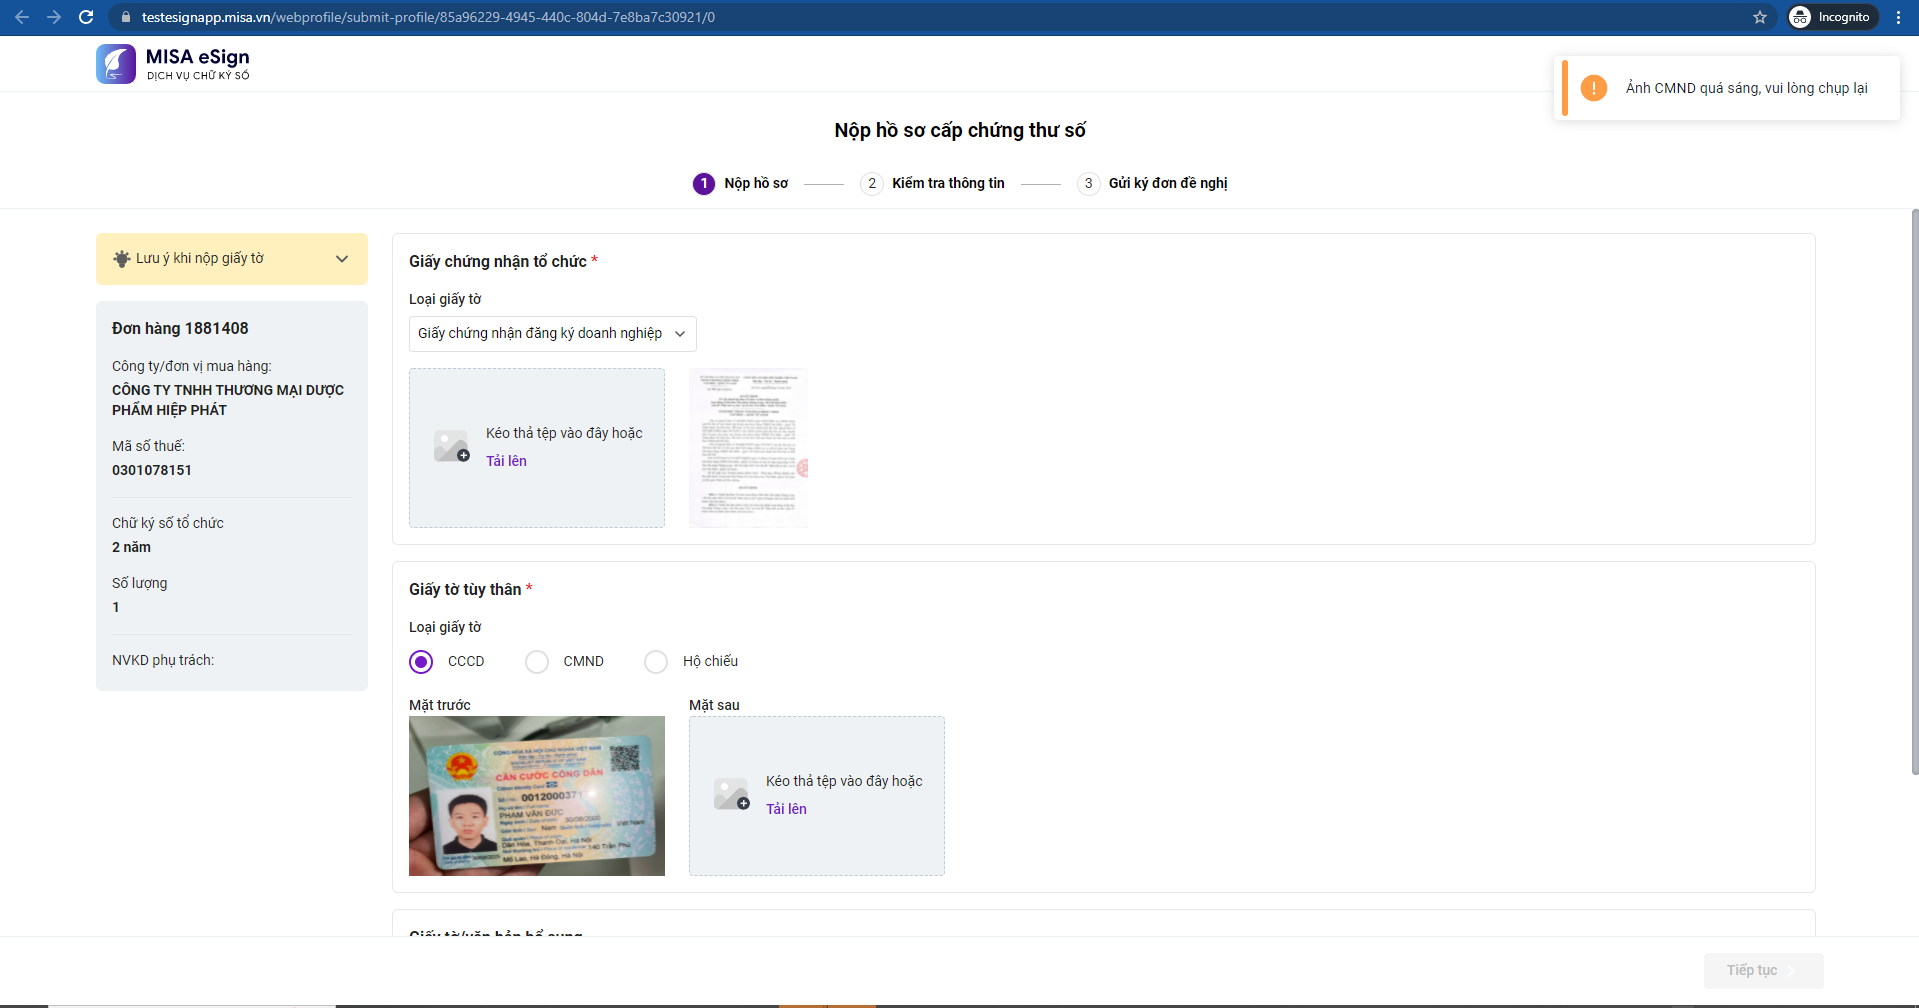 testesignapp.misa.vn/webprofile/submit-profile/85a96229-4945-440c-804d-7e8ba7c30921/0
Incognito
MISA eSign
DỊCH VỤ CHỮ KÝ SỐ
Ảnh CMND quá sáng, vui lòng chụp lại
Nộp hồ sơ cấp chứng thư số
1 Nộp hồ sơ
2 Kiểm tra thông tin
3 Gửi ký đơn đề nghị
Lưu ý khi nộp giấy tờ
Đơn hàng 1881408
Công ty/đơn vị mua hàng:
CÔNG TY TNHH THƯƠNG MẠI DƯỢC
PHẨM HIỆP PHÁT
Mã số thuế:
0301078151
Chữ ký số tổ chức
2 năm
Số lượng
1
NVKD phụ trách:
Giấy chứng nhận tổ chức *
Loại giấy tờ
Giấy chứng nhận đăng ký doanh nghiệp
Kéo thả tệp vào đây hoặc
Tải lên
Giấy tờ tùy thân *
Loại giấy tờ
CCCD
CMND
Hộ chiếu
Mặt trước
CỘNG HÒA XÃ HỘI CHỦ NGHĨA VIỆT NAM
CĂN CƯỚC CÔNG DÂN
PHẠM VĂN ĐỨC
30/09/2000
Nam
Việt Nam
Dân Hòa, Thanh Oai, Hà Nội
140 Trần Phú
Mộ Lao, Hà Đông, Hà Nội
Mặt sau
Kéo thả tệp vào đây hoặc
Tải lên
Giấy tờ/văn bản bổ sung
Tiếp tục